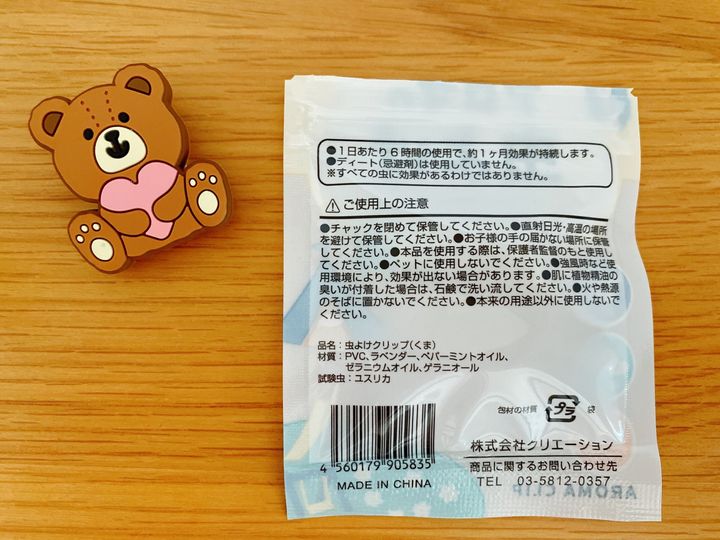 ●1日あたり6時間の使用で、約1ヶ月効果が持続します。
●ディート(忌避剤)は使用していません。
※すべての虫に効果があるわけではありません。
⚠ご使用上の注意
●チャックを閉めて保管してください。●直射日光・高温の場所
を避けて保管してください。●お子様の手の届かない場所に保管
してください。●本品を使用する際は、保護者監督のもと使用し
てください。●ペットに使用しないでください。●強風時など使
用環境により、効果が出ない場合があります。●肌に植物精油の
臭いが付着した場合は、石鹸で洗い流してください。●火や熱源
のそばに置かないでください。●本来の用途以外に使用しないで
ください。
品名:虫よけクリップ(くま)
材質:PVC、ラベンダー、ペパーミントオイル、
ゼラニウムオイル、ゲラニオール
試験虫:ユスリカ
包材の材質 プラ 袋
4 560179 905835
MADE IN CHINA
株式会社クリエーション
商品に関するお問い合わせ先
TEL 03-5812-0357
AROMA CLIP